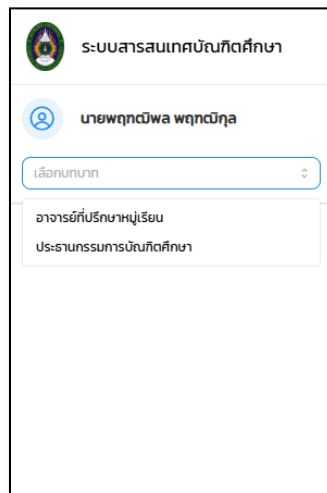 ระบบสารสนเทศบัณฑิตศึกษา
นายพฤฑฒิพล พฤฑฒิกุล
เลือกบทบาท
อาจารย์ที่ปรึกษาหมู่เรียน
ประธานกรรมการบัณฑิตศึกษา